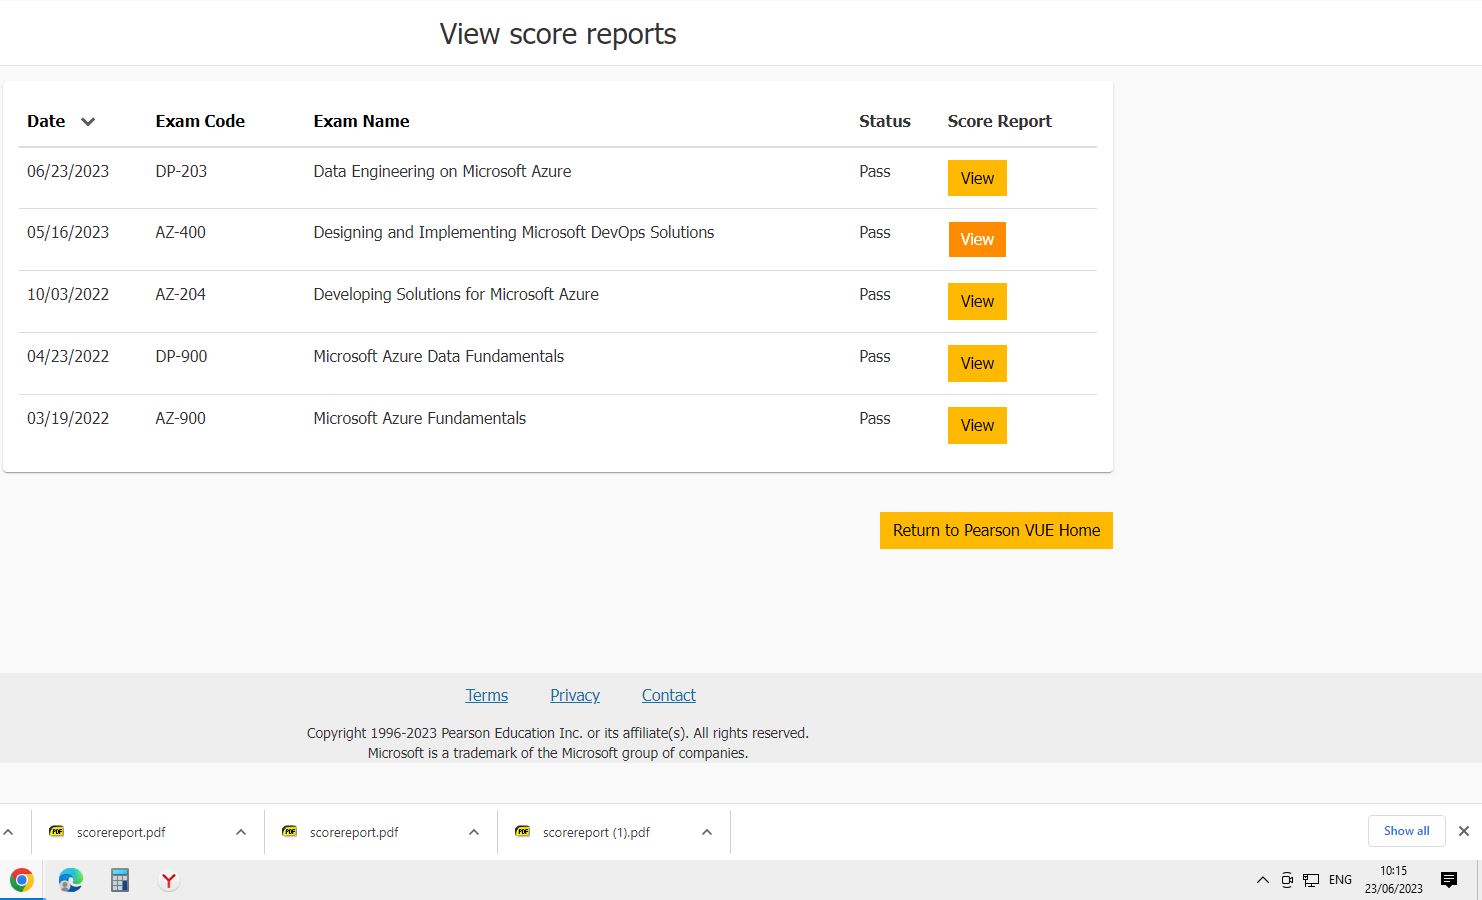 View score reports
Date Exam Code Exam Name Status Score Report
06/23/2023 DP-203 Data Engineering on Microsoft Azure Pass View
05/16/2023 AZ-400 Designing and Implementing Microsoft DevOps Solutions Pass View
10/03/2022 AZ-204 Developing Solutions for Microsoft Azure Pass View
04/23/2022 DP-900 Microsoft Azure Data Fundamentals Pass View
03/19/2022 AZ-900 Microsoft Azure Fundamentals Pass View
Return to Pearson VUE Home
Terms Privacy Contact
Copyright 1996-2023 Pearson Education Inc. or its affiliate(s). All rights reserved.
Microsoft is a trademark of the Microsoft group of companies.
PDF scorereport.pdf PDF scorereport.pdf PDF scorereport (1).pdf Show all
Y ENG 10:15
23/06/2023